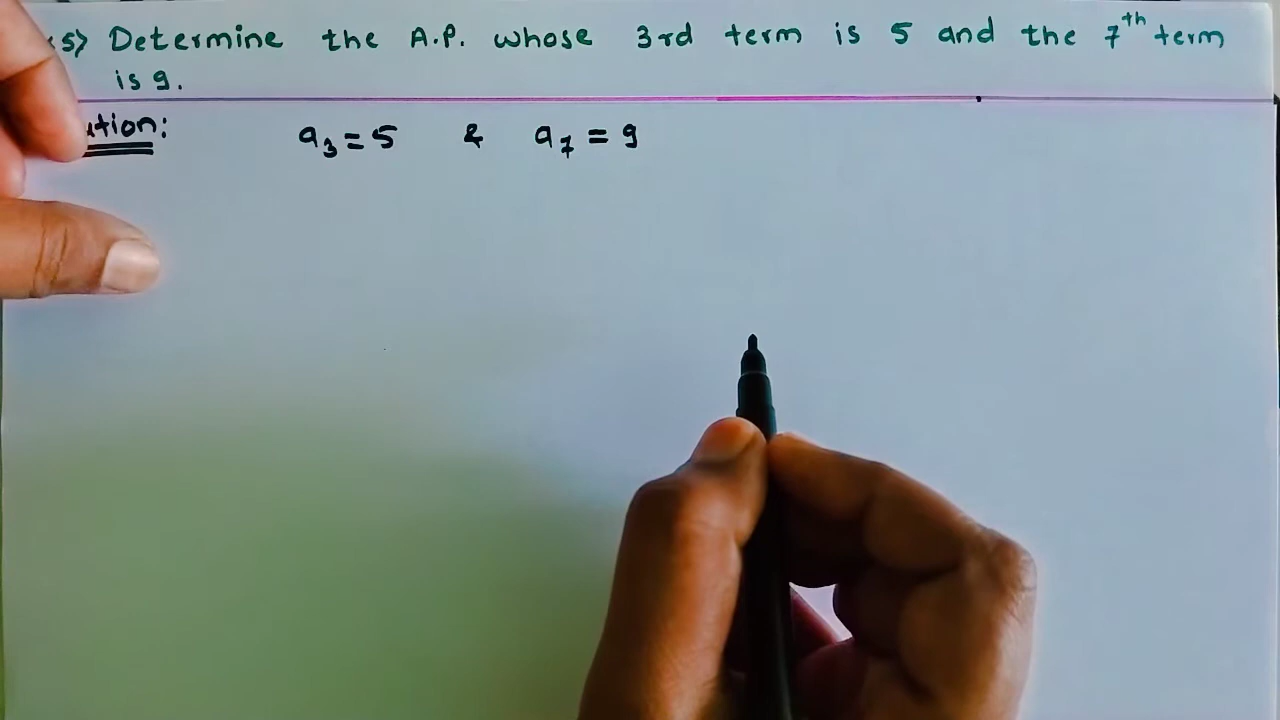 5) Determine the A.P. whose 3rd term is 5 and the 7th term
is 9.
ution: a3 = 5 & a7 = 9